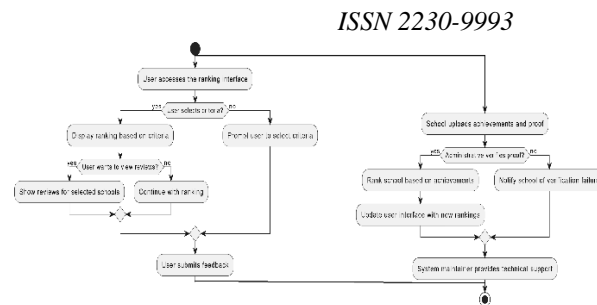 ISSN 2230-9993
User accesses the ranking interface
yes
User selects criteria?
no
Display ranking based on criteria
Prompt user to select criteria
yes
User wants to view reviews?
no
Show reviews for selected schools
Continue with ranking
User submits feedback
School uploads achievements and proof
yes
Administrative verifies proof?
no
Rank school based on achievements
Notify school of verification failure
Update user interface with new rankings
System maintainer provides technical support